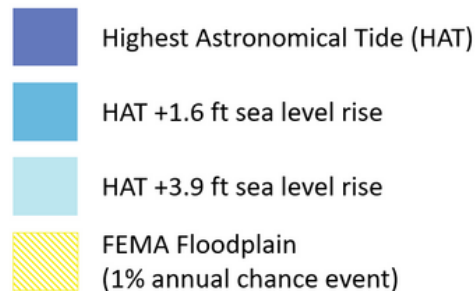 Highest Astronomical Tide (HAT)
HAT +1.6 ft sea level rise
HAT +3.9 ft sea level rise
FEMA Floodplain
(1% annual chance event)